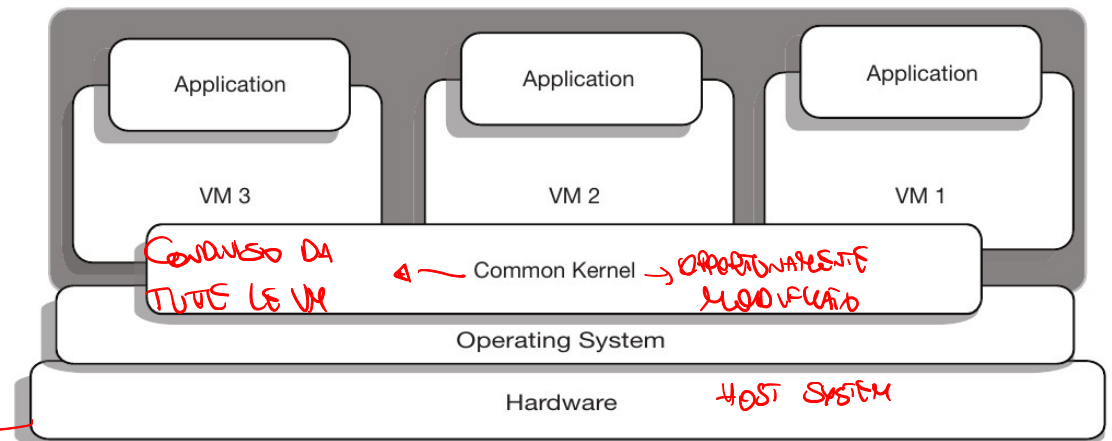 Application
Application
Application
VM 3
VM 2
VM 1
CONDIVISO DA
TUTTE LE VM
Common Kernel
OPPORTUNAMENTE
MODIFICATO
Operating System
Hardware
HOST SYSTEM